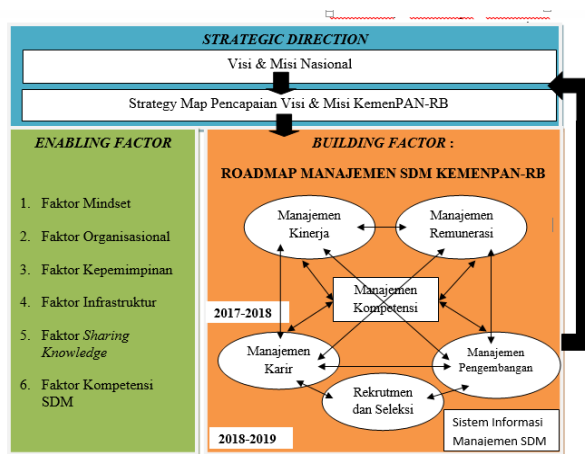 STRATEGIC DIRECTION
Visi & Misi Nasional
Strategy Map Pencapaian Visi & Misi KemenPAN-RB
ENABLING FACTOR
1. Faktor Mindset
2. Faktor Organisasional
3. Faktor Kepemimpinan
4. Faktor Infrastruktur
5. Faktor Sharing
Knowledge
6. Faktor Kompetensi
SDM
BUILDING FACTOR :
ROADMAP MANAJEMEN SDM KEMENPAN-RB
Manajemen
Kinerja
Manajemen
Remunerasi
Manajemen
Kompetensi
2017-2018
Manajemen
Karir
Manajemen
Pengembangan
Rekrutmen
dan Seleksi
2018-2019
Sistem Informasi
Manajemen SDM